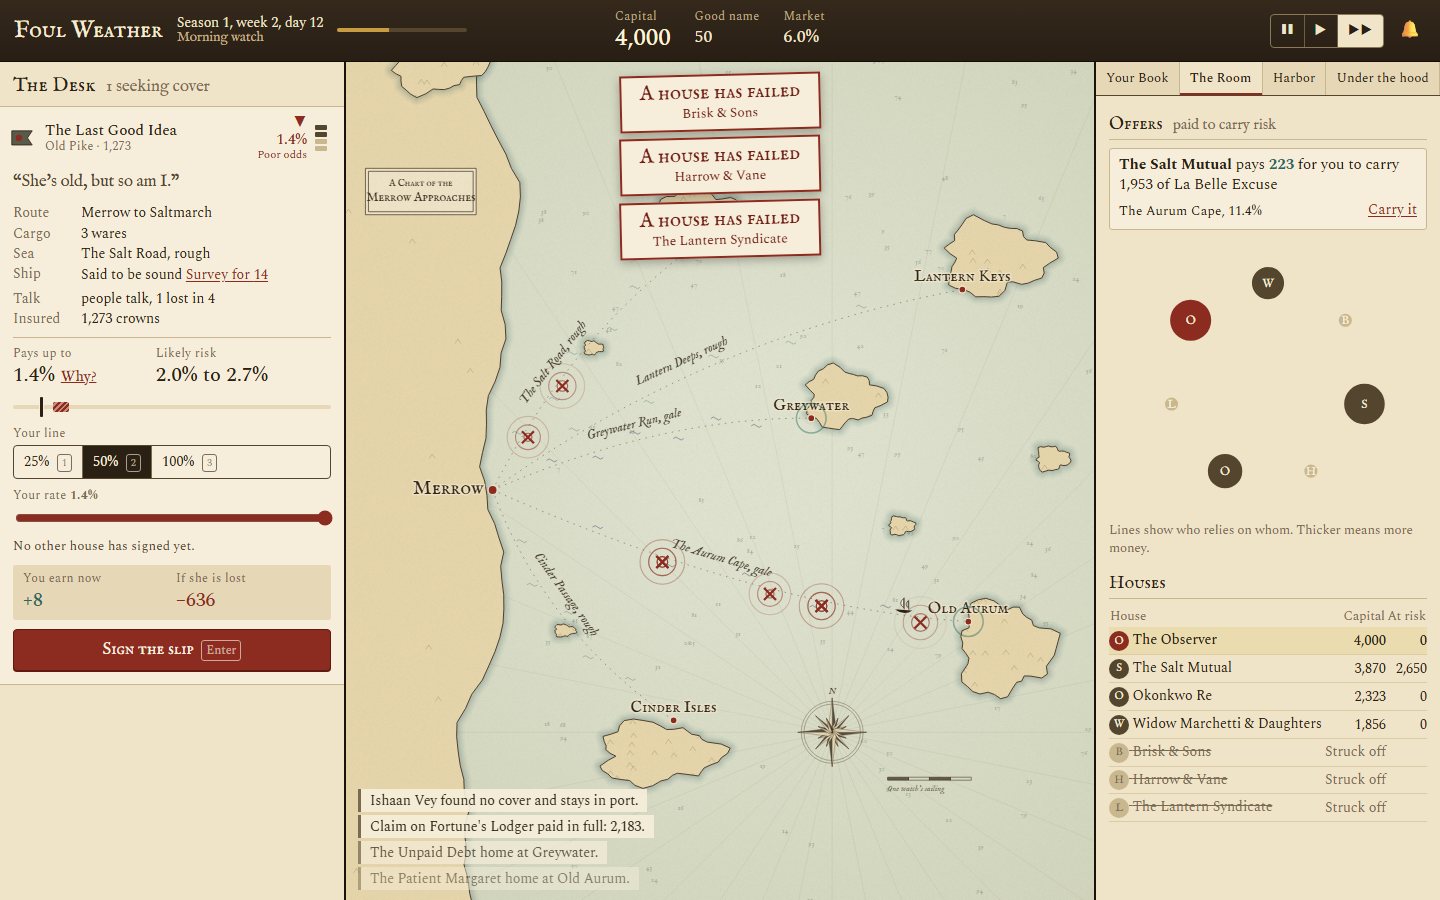 Foul Weather
Season 1, week 2, day 12
Morning watch
Capital
4,000
Good name
50
Market
6.0%
The Desk 1 seeking cover
The Last Good Idea
Old Pike · 1,273
1.4%
Poor odds
“She’s old, but so am I.”
Route Merrow to Saltmarch
Cargo 3 wares
Sea The Salt Road, rough
Ship Said to be sound Survey for 14
Talk people talk, 1 lost in 4
Insured 1,273 crowns
Pays up to
1.4% Why?
Likely risk
2.0% to 2.7%
Your line
25% 1 50% 2 100% 3
Your rate 1.4%
No other house has signed yet.
You earn now
+8
If she is lost
−636
Sign the slip Enter
A Chart of the
Merrow Approaches
A house has failed
Brisk & Sons
A house has failed
Harrow & Vane
A house has failed
The Lantern Syndicate
Lantern Keys
The Salt Road, rough
Lantern Deeps, rough
Greywater
Greywater Run, gale
Merrow
The Aurum Cape, gale
Cinder Passage, rough
Old Aurum
Cinder Isles
N
One watch's sailing
Ishaan Vey found no cover and stays in port.
Claim on Fortune's Lodger paid in full: 2,183.
The Unpaid Debt home at Greywater.
The Patient Margaret home at Old Aurum.
Your Book
The Room
Harbor
Under the hood
Offers paid to carry risk
The Salt Mutual pays 223 for you to carry
1,953 of La Belle Excuse
The Aurum Cape, 11.4% Carry it
W
O
B
L
S
O
H
Lines show who relies on whom. Thicker means more
money.
Houses
House Capital At risk
O The Observer 4,000 0
S The Salt Mutual 3,870 2,650
O Okonkwo Re 2,323 0
W Widow Marchetti & Daughters 1,856 0
B Brisk & Sons Struck off
H Harrow & Vane Struck off
L The Lantern Syndicate Struck off